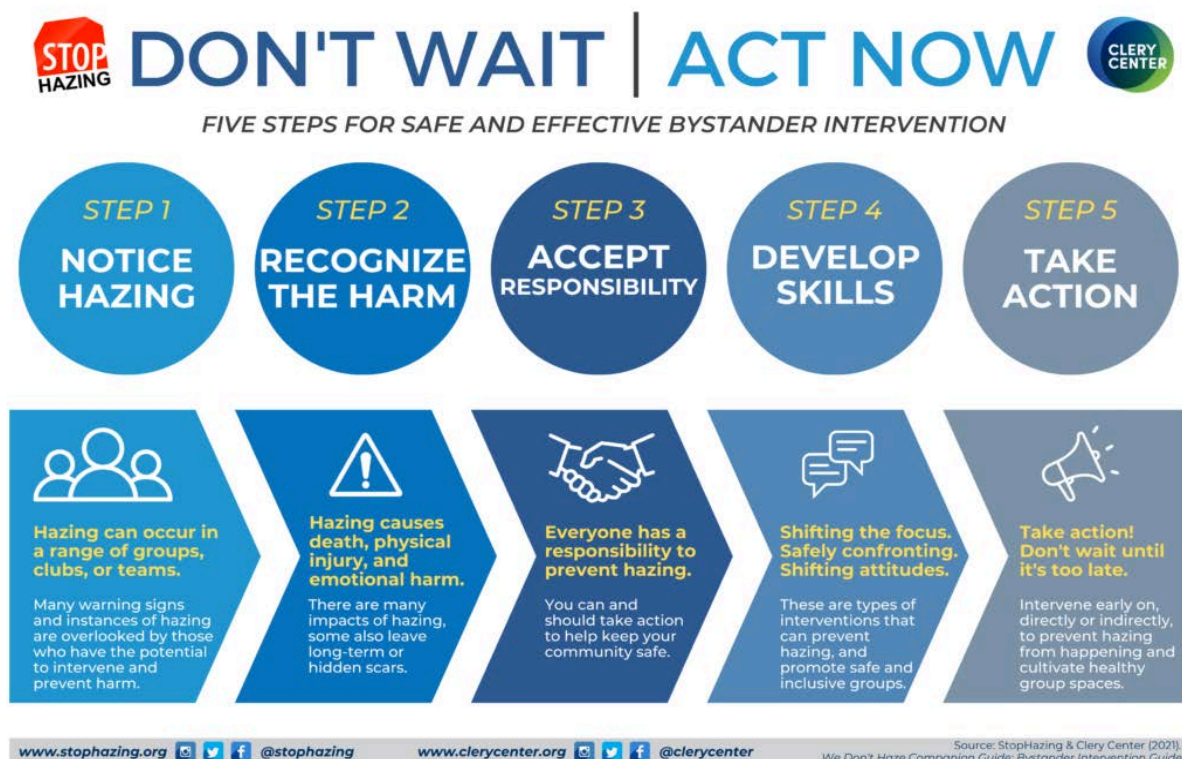 STOP
HAZING
DON'T WAIT | ACT NOW
CLERY
CENTER
FIVE STEPS FOR SAFE AND EFFECTIVE BYSTANDER INTERVENTION
STEP 1
NOTICE
HAZING
STEP 2
RECOGNIZE
THE HARM
STEP 3
ACCEPT
RESPONSIBILITY
STEP 4
DEVELOP
SKILLS
STEP 5
TAKE
ACTION
Hazing can occur in
a range of groups,
clubs, or teams.
Many warning signs
and instances of hazing
are overlooked by those
who have the potential
to intervene and
prevent harm.
Hazing causes
death, physical
injury, and
emotional harm.
There are many
impacts of hazing,
some also leave
long-term or
hidden scars.
Everyone has a
responsibility to
prevent hazing.
You can and
should take action
to help keep your
community safe.
Shifting the focus.
Safely confronting.
Shifting attitudes.
These are types of
interventions that
can prevent
hazing, and
promote safe and
inclusive groups.
Take action!
Don't wait until
it's too late.
Intervene early on,
directly or indirectly,
to prevent hazing
from happening and
cultivate healthy
group spaces.
www.stophazing.org @stophazing www.clerycenter.org @clerycenter
Source: StopHazing & Clery Center (2021).
We Don't Haze Companion Guide: Bystander Intervention Guide